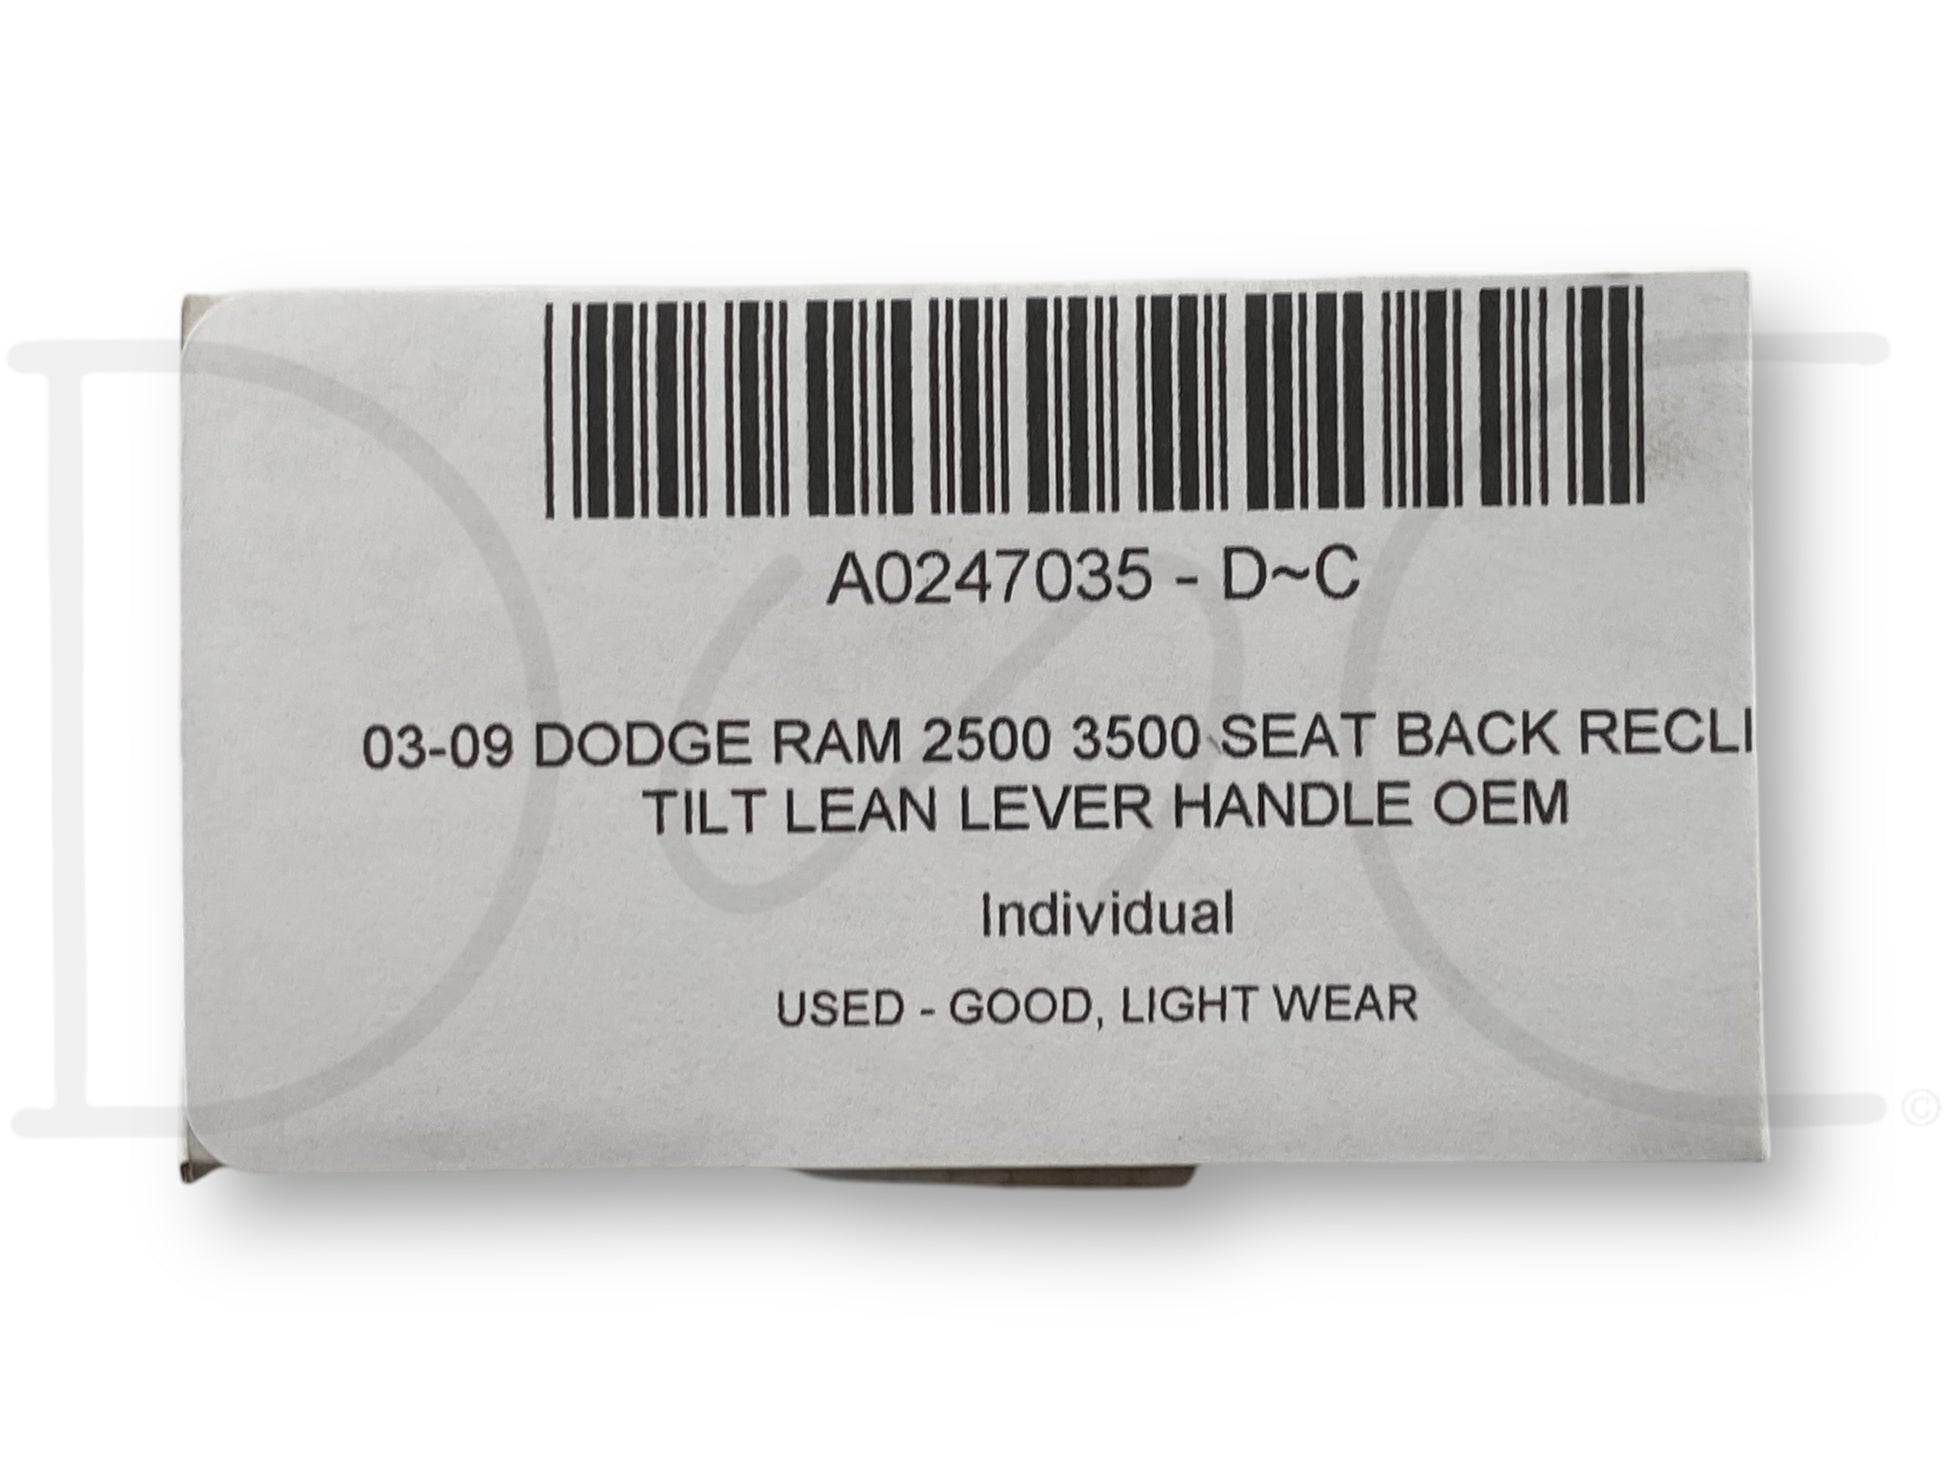 A0247035 - D~C
03-09 DODGE RAM 2500 3500 SEAT BACK RECLI
TILT LEAN LEVER HANDLE OEM
Individual
USED - GOOD, LIGHT WEAR
D~C
©